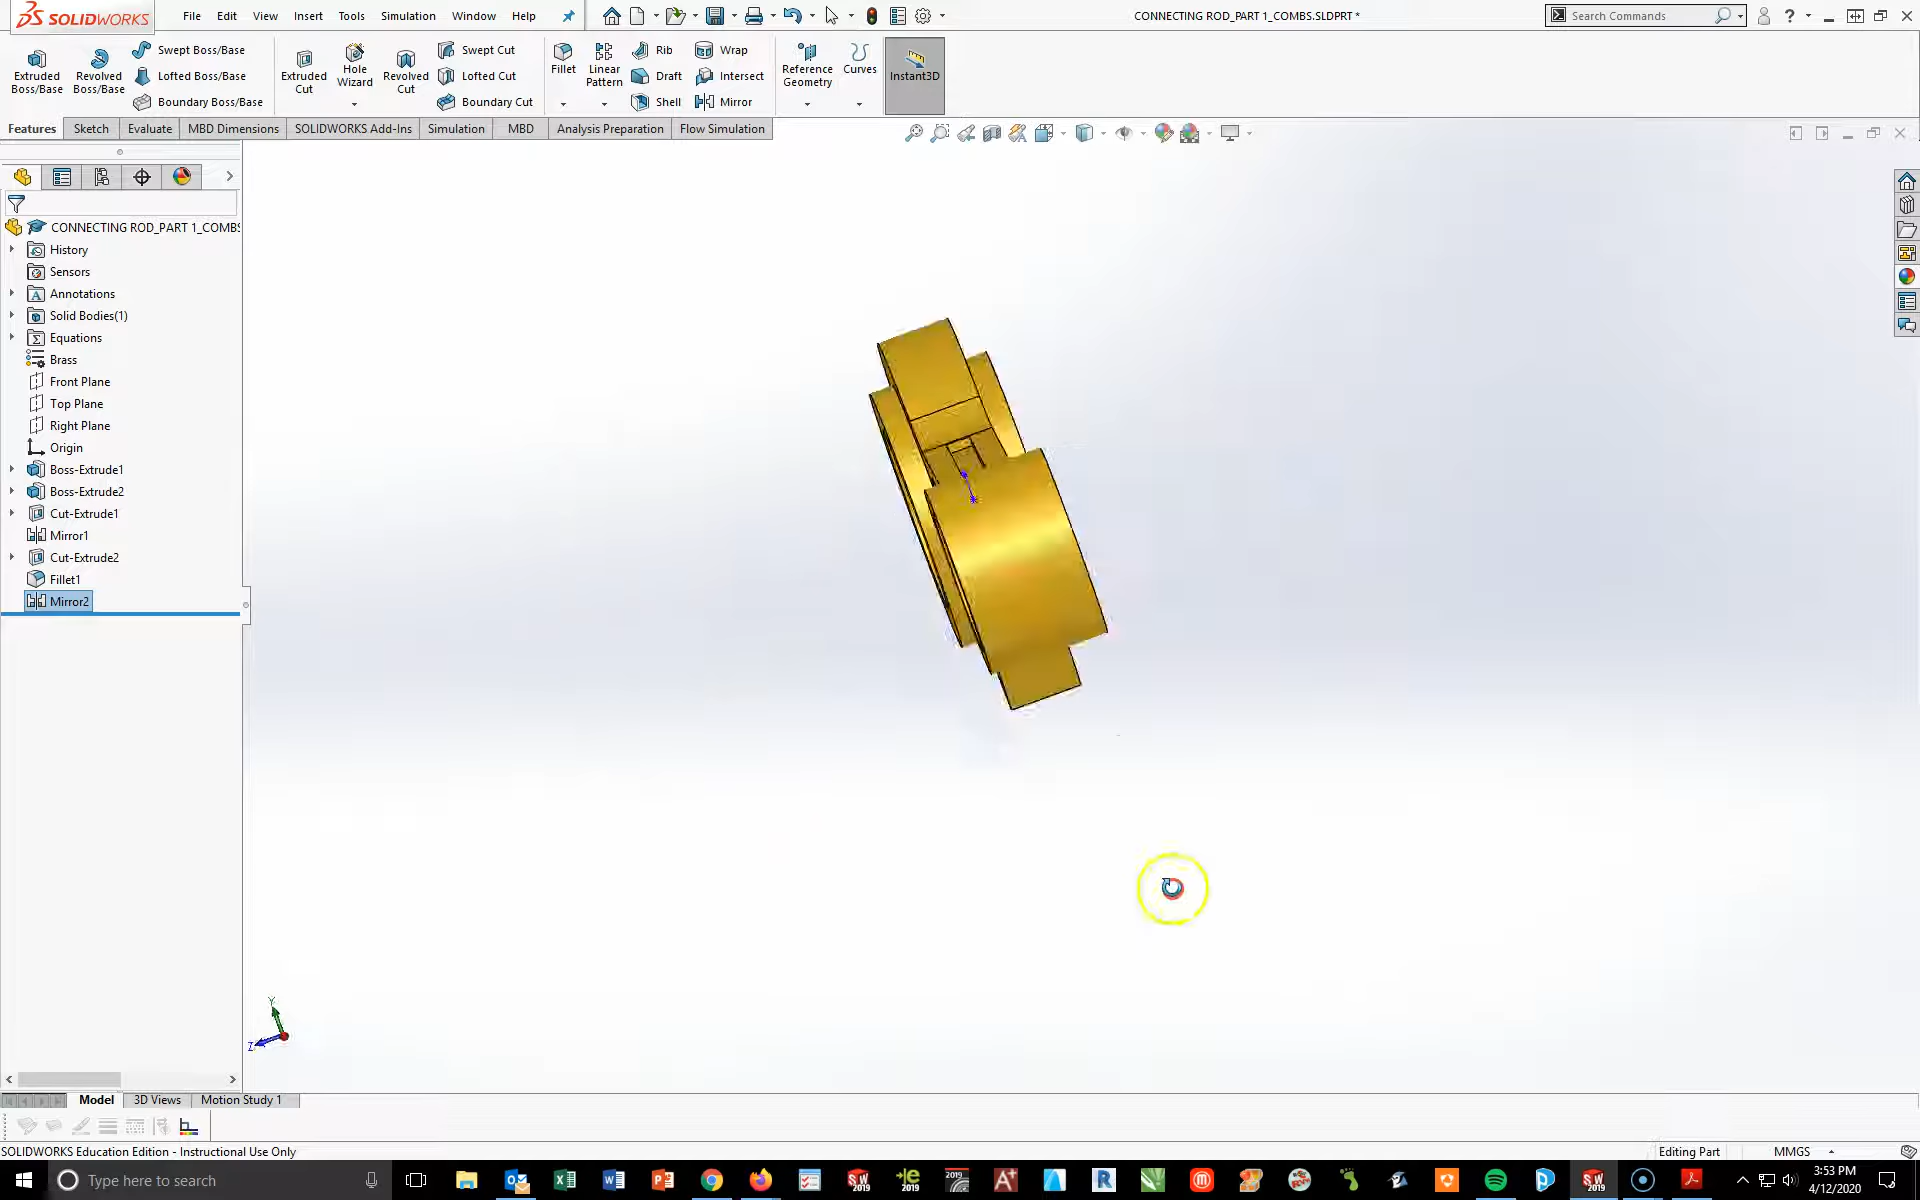 SOLIDWORKS File Edit View Insert Tools Simulation Window Help CONNECTING ROD_PART 1_COMBS.SLDPRT * Search Commands
Extruded Boss/Base
Revolved Boss/Base
Swept Boss/Base
Lofted Boss/Base
Boundary Boss/Base
Extruded Cut
Hole Wizard
Revolved Cut
Swept Cut
Lofted Cut
Boundary Cut
Fillet
Linear Pattern
Rib
Draft
Shell
Wrap
Intersect
Mirror
Reference Geometry
Curves
Instant3D
Features Sketch Evaluate MBD Dimensions SOLIDWORKS Add-Ins Simulation MBD Analysis Preparation Flow Simulation
CONNECTING ROD_PART 1_COMBS
History
Sensors
Annotations
Solid Bodies(1)
Equations
Brass
Front Plane
Top Plane
Right Plane
Origin
Boss-Extrude1
Boss-Extrude2
Cut-Extrude1
Mirror1
Cut-Extrude2
Fillet1
Mirror2
Y
Z
Model 3D Views Motion Study 1
SOLIDWORKS Education Edition - Instructional Use Only Editing Part MMGS
Type here to search
3:53 PM
4/12/2020